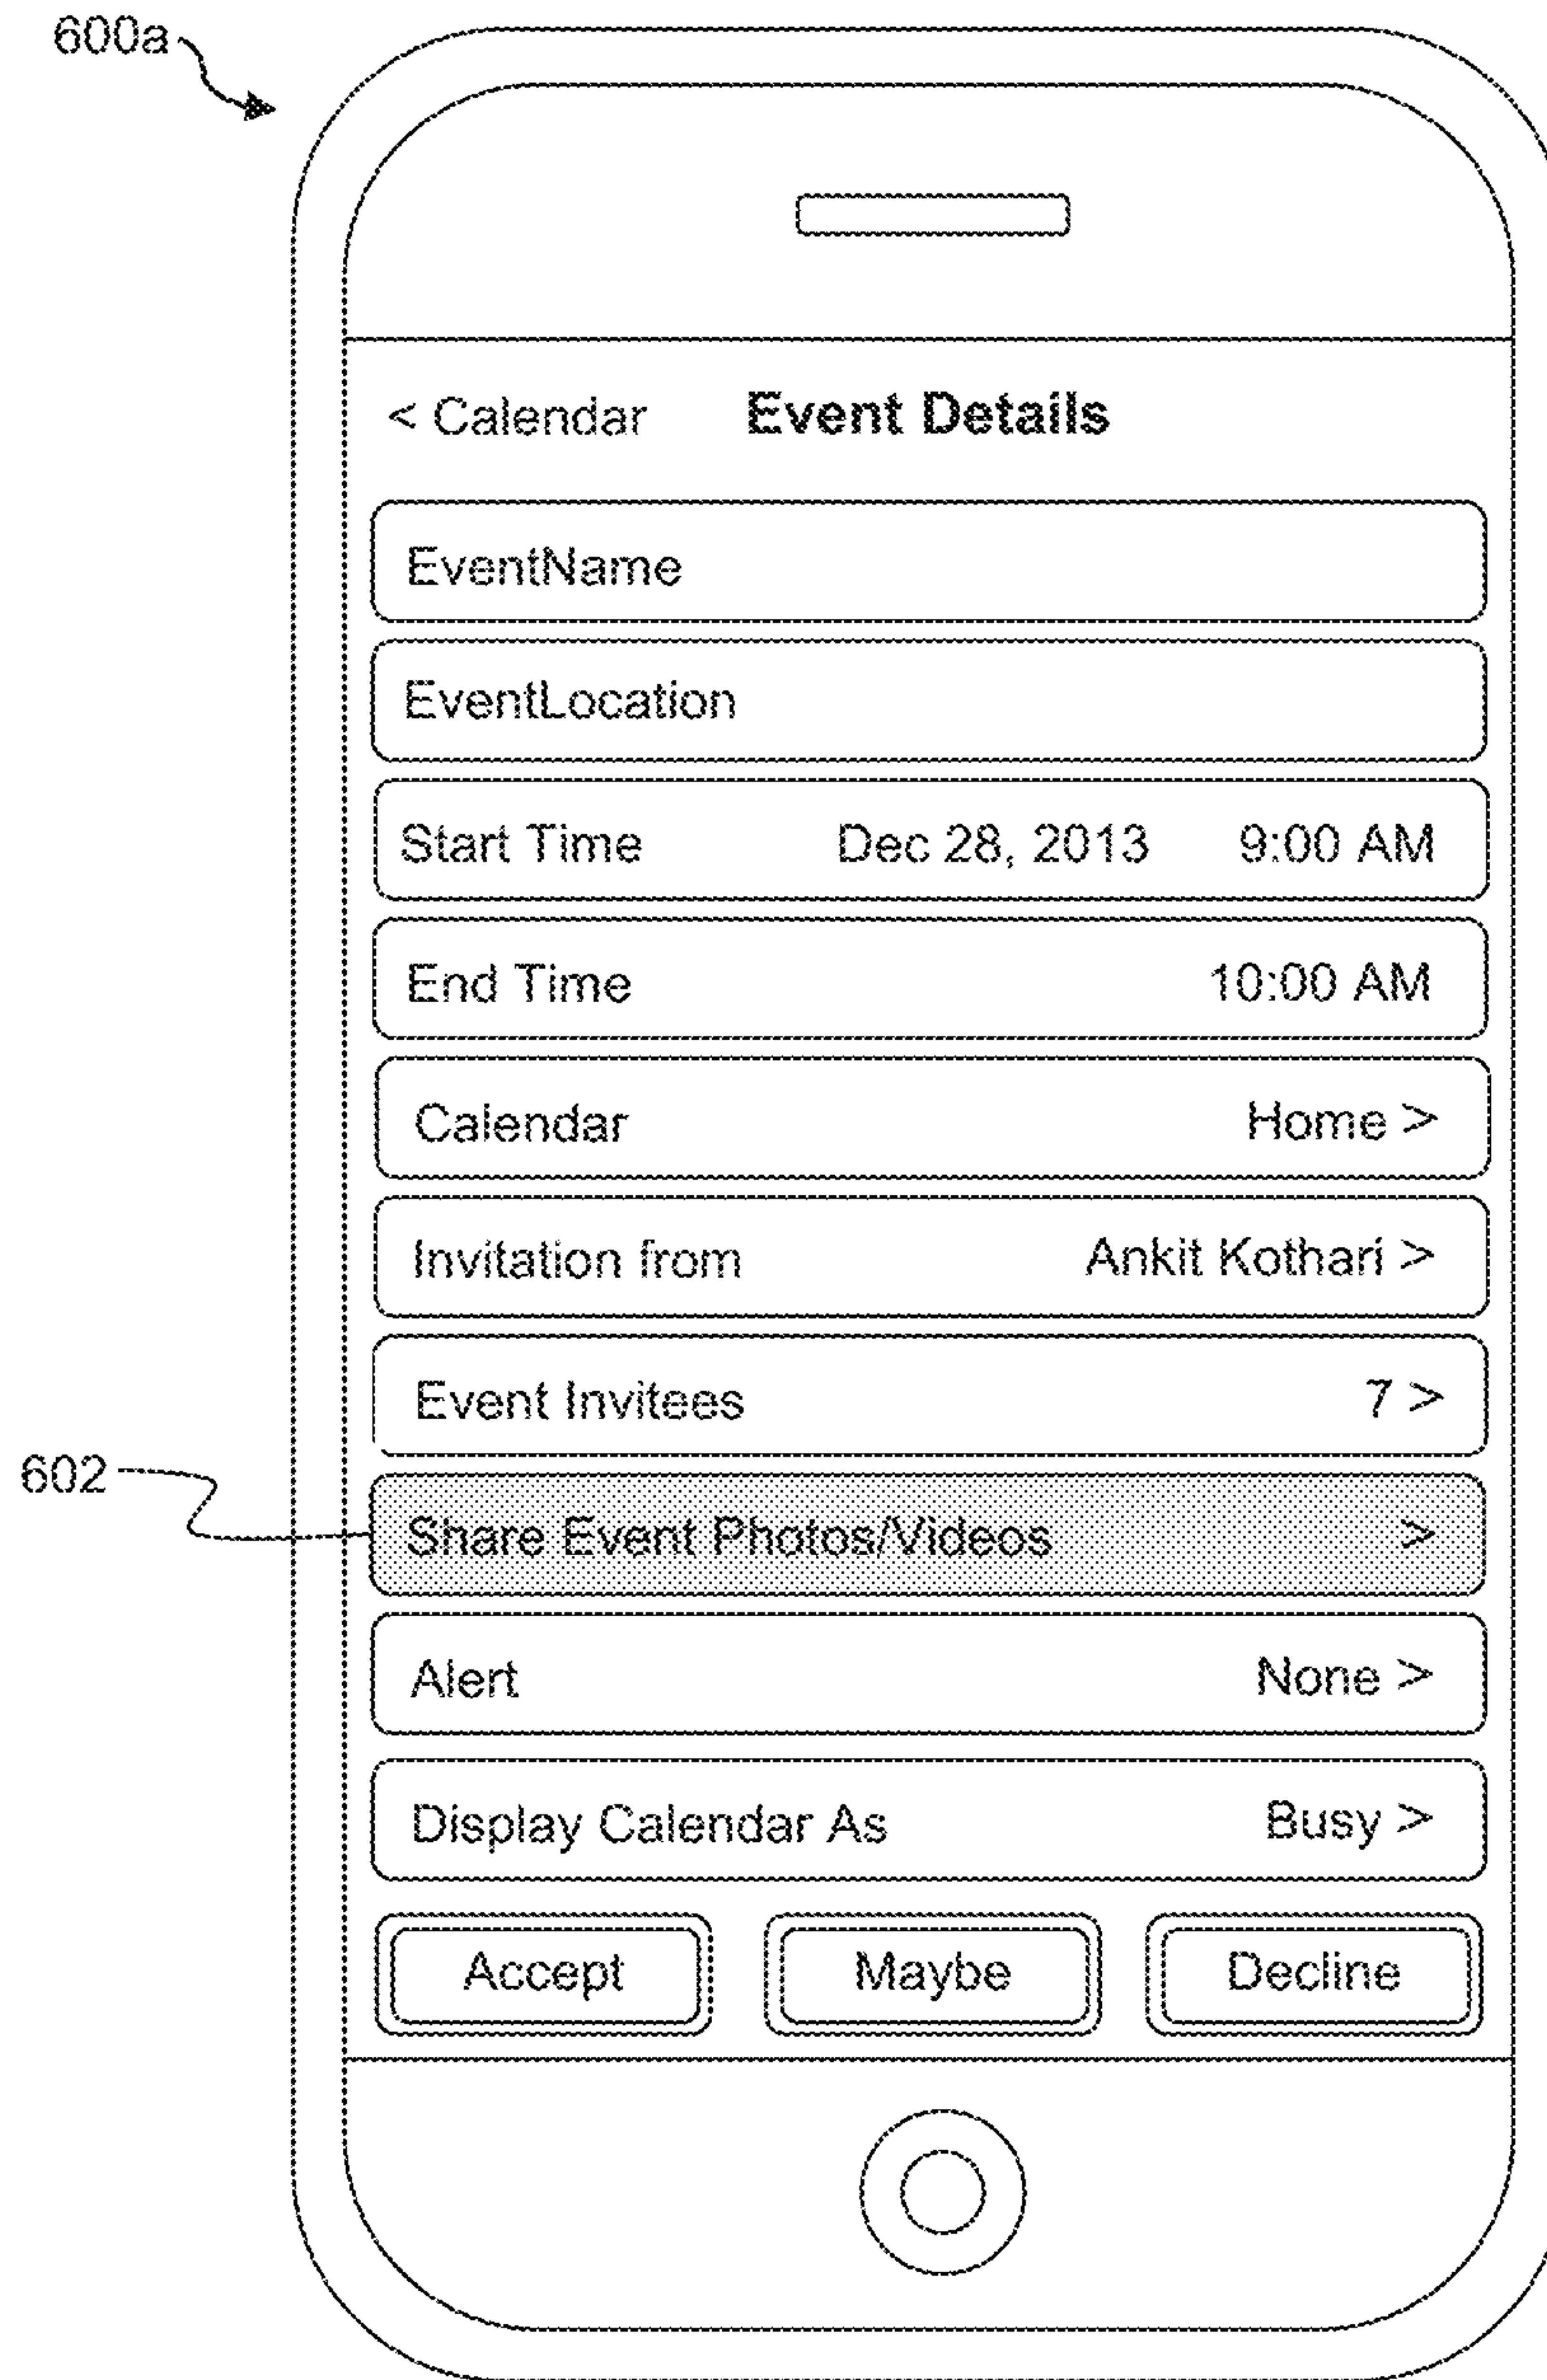 600a
< Calendar Event Details
EventName
EventLocation
Start Time Dec 28, 2013 9:00 AM
End Time 10:00 AM
Calendar Home >
Invitation from Ankit Kothari >
Event Invitees 7 >
602
Share Event Photos/Videos >
Alert None >
Display Calendar As Busy >
Accept Maybe Decline